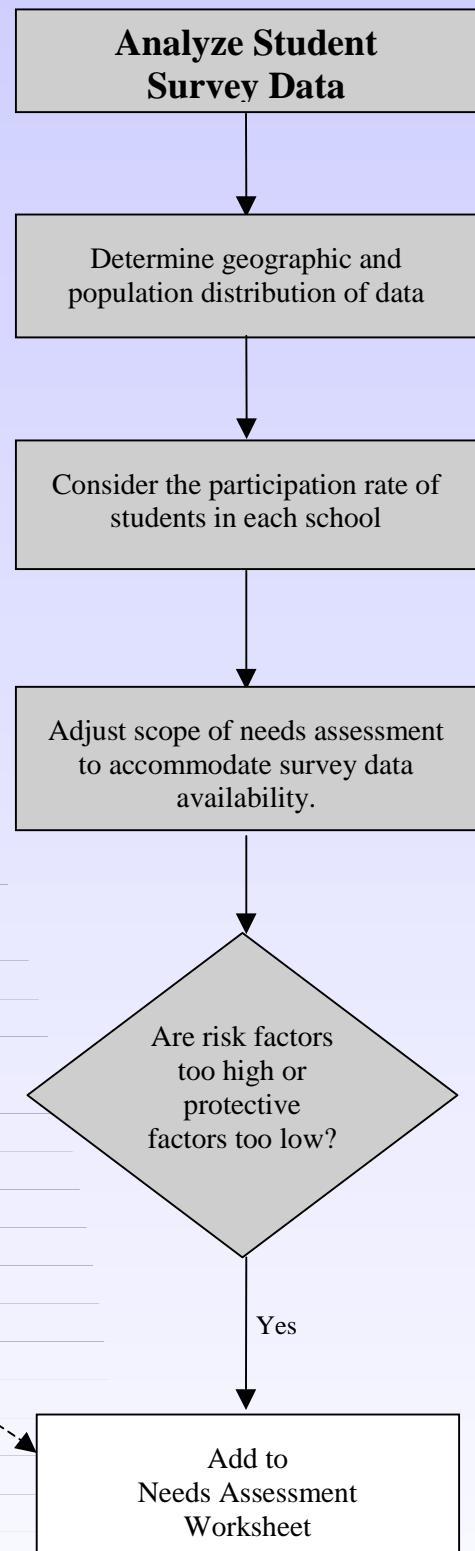 Analyze Student
Survey Data
Determine geographic and
population distribution of data
Consider the participation rate of
students in each school
Adjust scope of needs assessment
to accommodate survey data
availability.
Are risk factors
too high or
protective
factors too low?
Yes
Add to
Needs Assessment
Worksheet